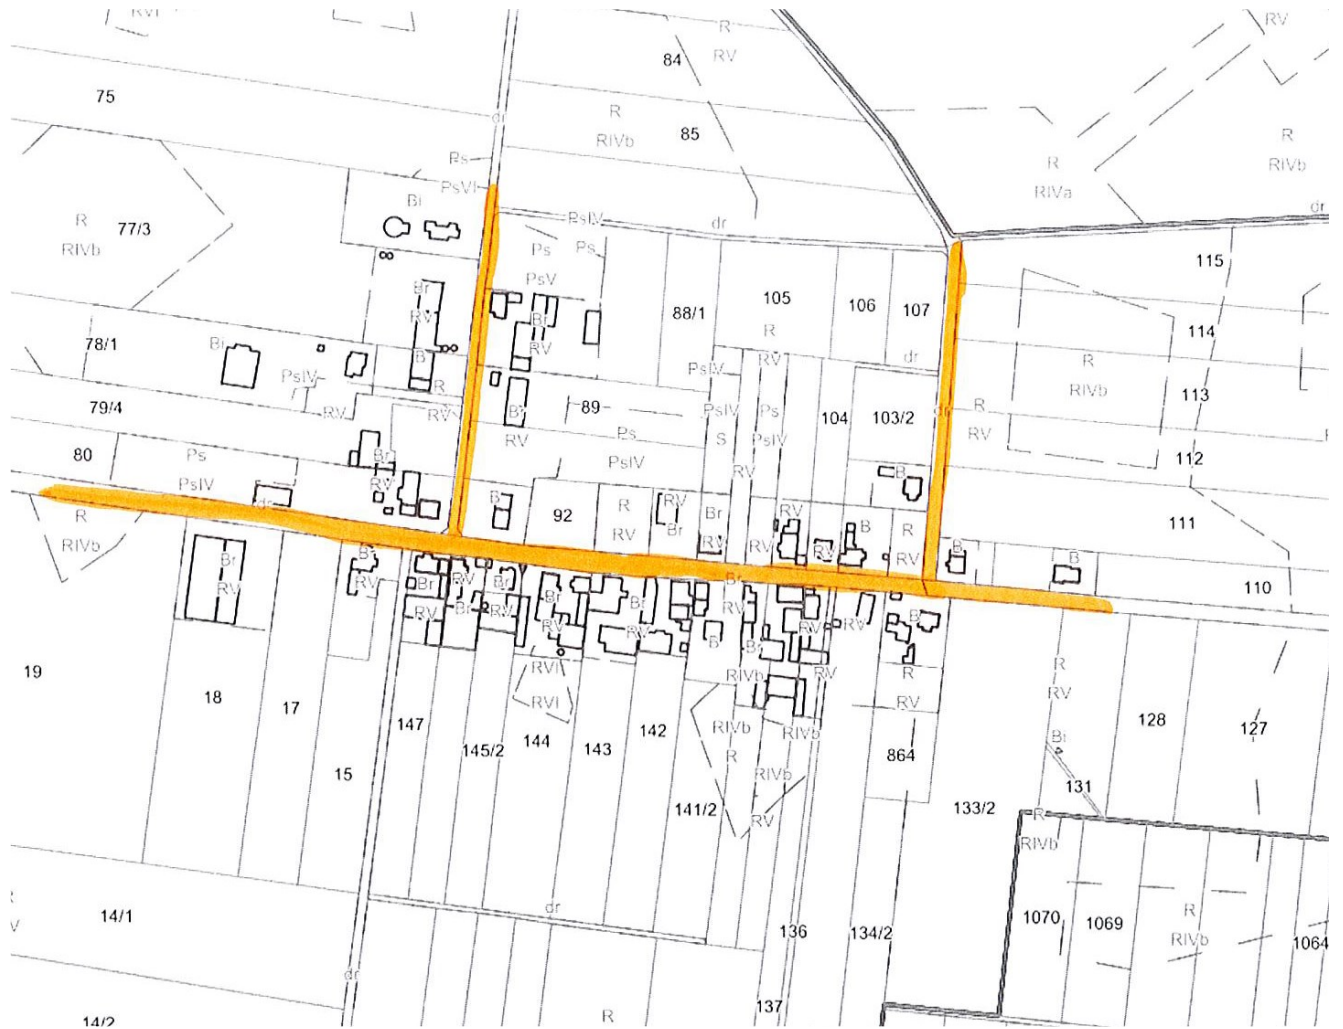 RVI
R
RV
RV
84
75
R
RIVb
85
dr
R
RIVb
R
RIVa
Ps
PsVI
Bi
R
77/3
RIVb
PsIV
dr
dr
Ps
Ps
PsV
115
Br
RV
Br
RV
88/1
105
R
RV
106
107
114
78/1
Bi
B
PsIV
R
dr
PsIV
R
RIVb
113
79/4
RV
RV
B
89
RV
PsIV
Ps
PsIV
104
103/2
dr
R
RV
80
Ps
PsIV
Br
RV
Ps
PsIV
S
RV
112
B
R
RIVb
dr
B
92
R
RV
RV
Br
Br
RV
RV
RV
RV
B
R
RV
111
B
B
110
Br
RV
Br
RV
Br
RV
RV
Br
Br
RV
Br
RV
Br
RV
Br
RV
B
Br
RV
RV
RV
B
19
18
17
15
147
145/2
RVI
RVI
144
143
142
RIVb
RIVb
R
RIVb
RIVb
RV
141/2
R
RV
864
R
RV
Bi
131
128
127
133/2
R
RIVb
14/1
dr
dr
136
134/2
1070
1069
R
RIVb
1064
14/2
R
137